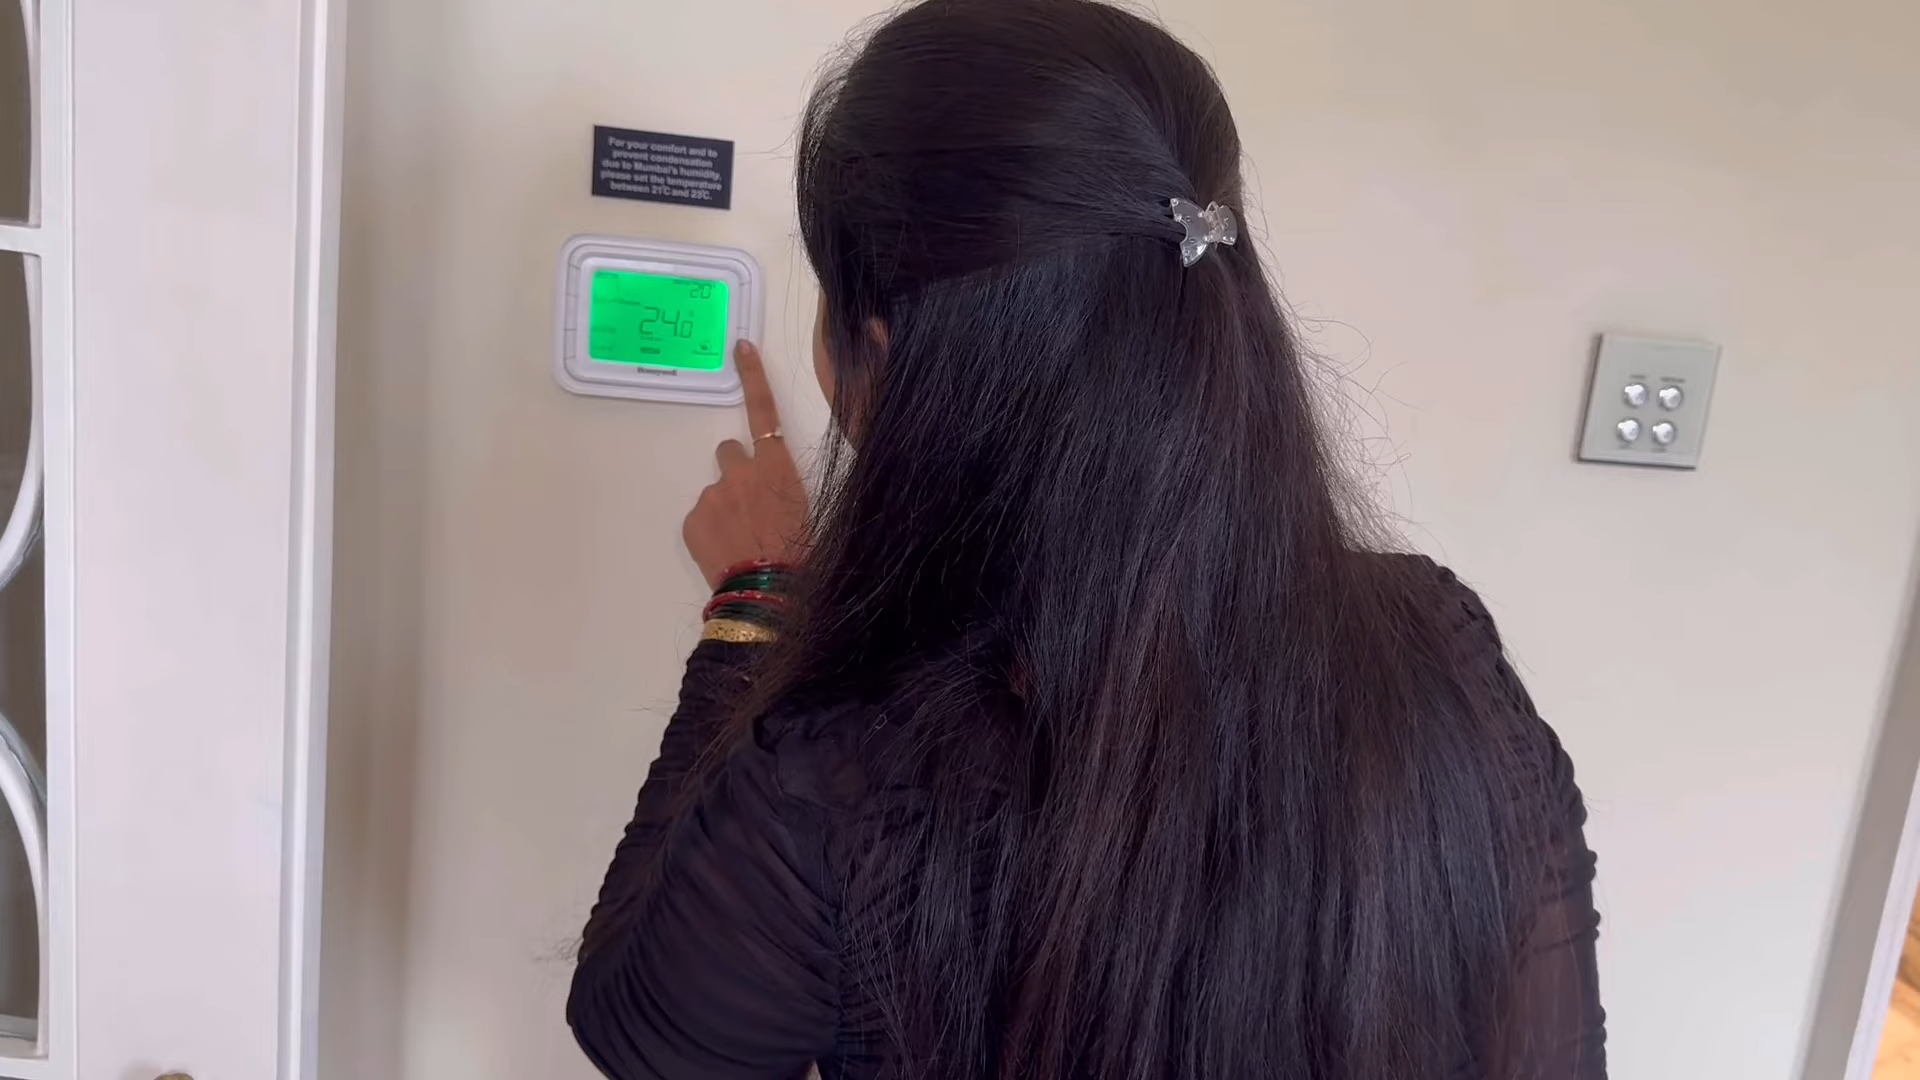 For your comfort and to
prevent condensation
due to Mumbai's humidity,
please set the temperature
between 21°C and 23°C.
20°
24.0
Honeywell